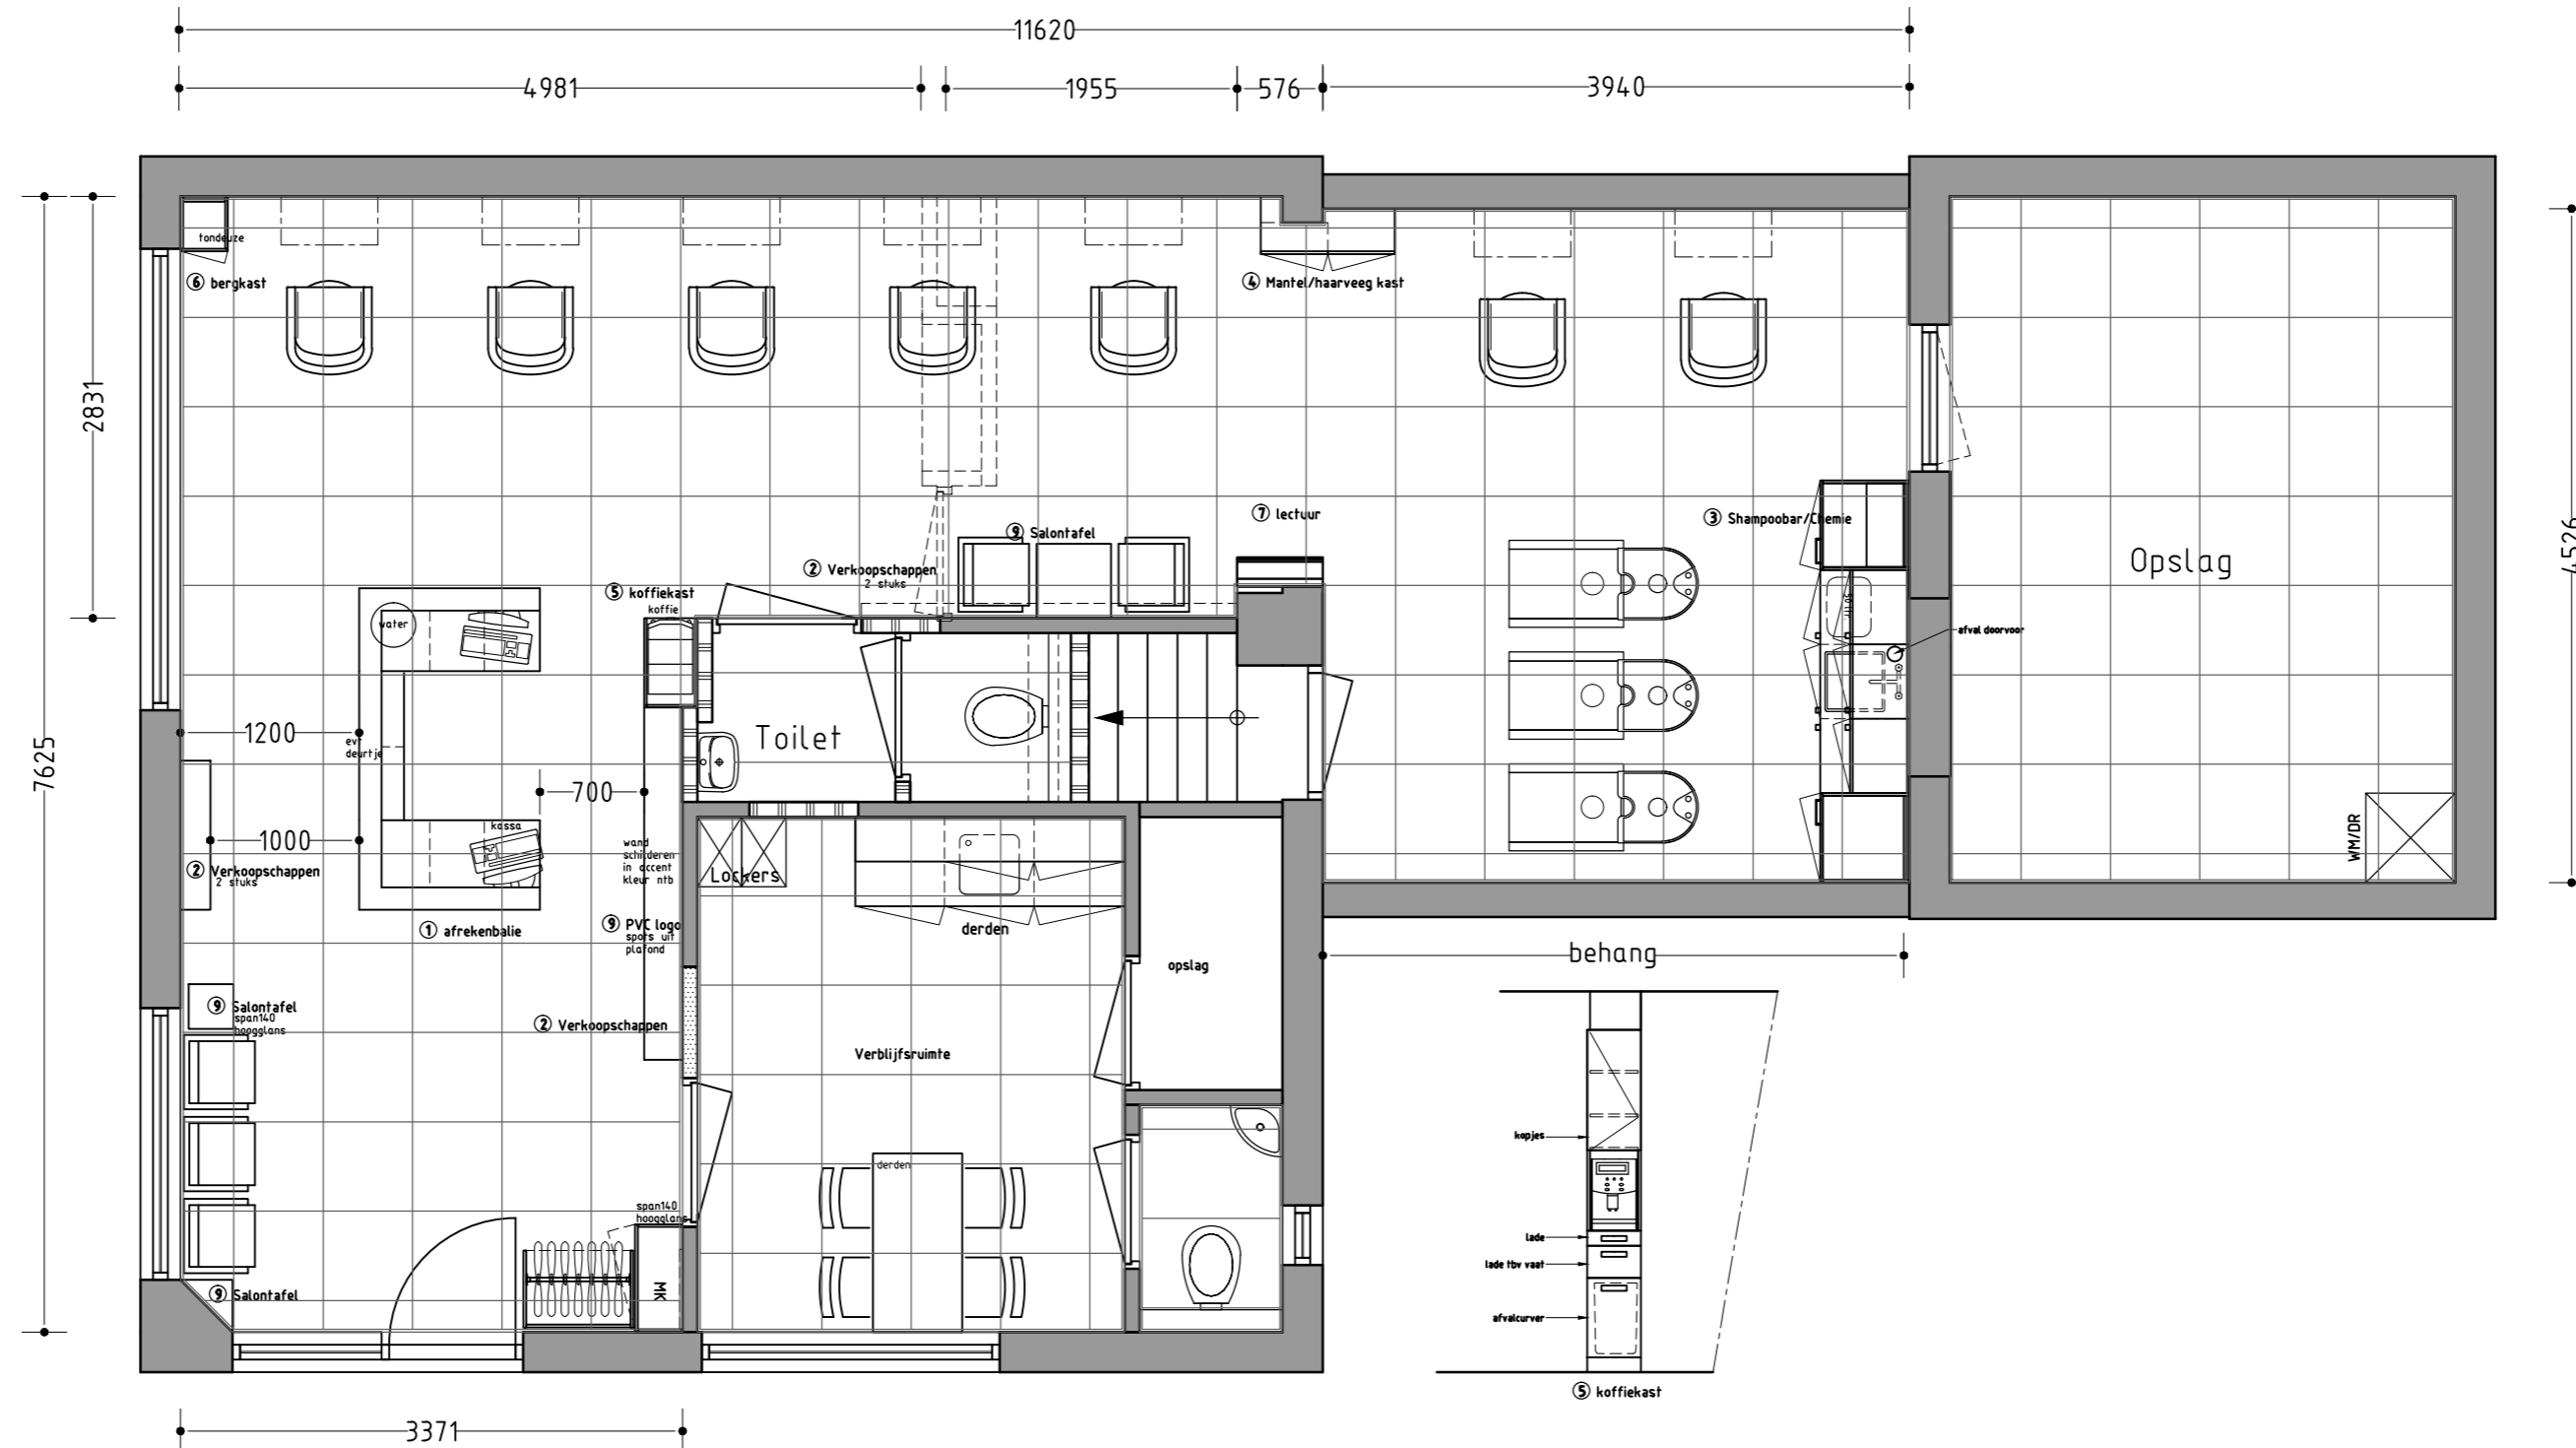 11620
4981
1955
576
3940
7625
2831
4526
tondeuze
⑥ bergkast
④ Mantel/haarveeg kast
⑦ lectuur
⑨ Salontafel
② Verkoopschappen
2 stuks
③ Shampoobar/Chemie
50 ltr.
afval doorvoer
Opslag
WM/DR
⑤ koffiekast
koffie
water
1200
evt
deurtje
700
1000
kassa
② Verkoopschappen
2 stuks
① afrekenbalie
Toilet
wand
schilderen
in accent
kleur ntb
⑨ PVC logo
spots uit
plafond
Lockers
derden
opslag
behang
⑨ Salontafel
span140
hoogglans
② Verkoopschappen
Verblijfsruimte
derden
span140
hoogglans
MK
⑨ Salontafel
kopjes
lade
lade tbv vaat
afvalcurver
⑤ koffiekast
3371